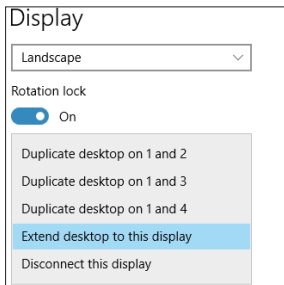 Display
Landscape
Rotation lock
On
Duplicate desktop on 1 and 2
Duplicate desktop on 1 and 3
Duplicate desktop on 1 and 4
Extend desktop to this display
Disconnect this display